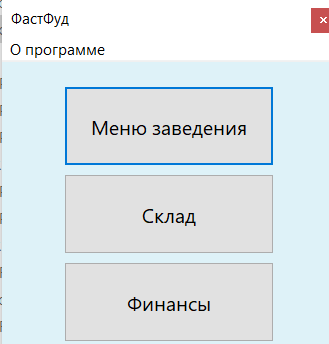 ФастФуд
О программе
Меню заведения
Склад
Финансы